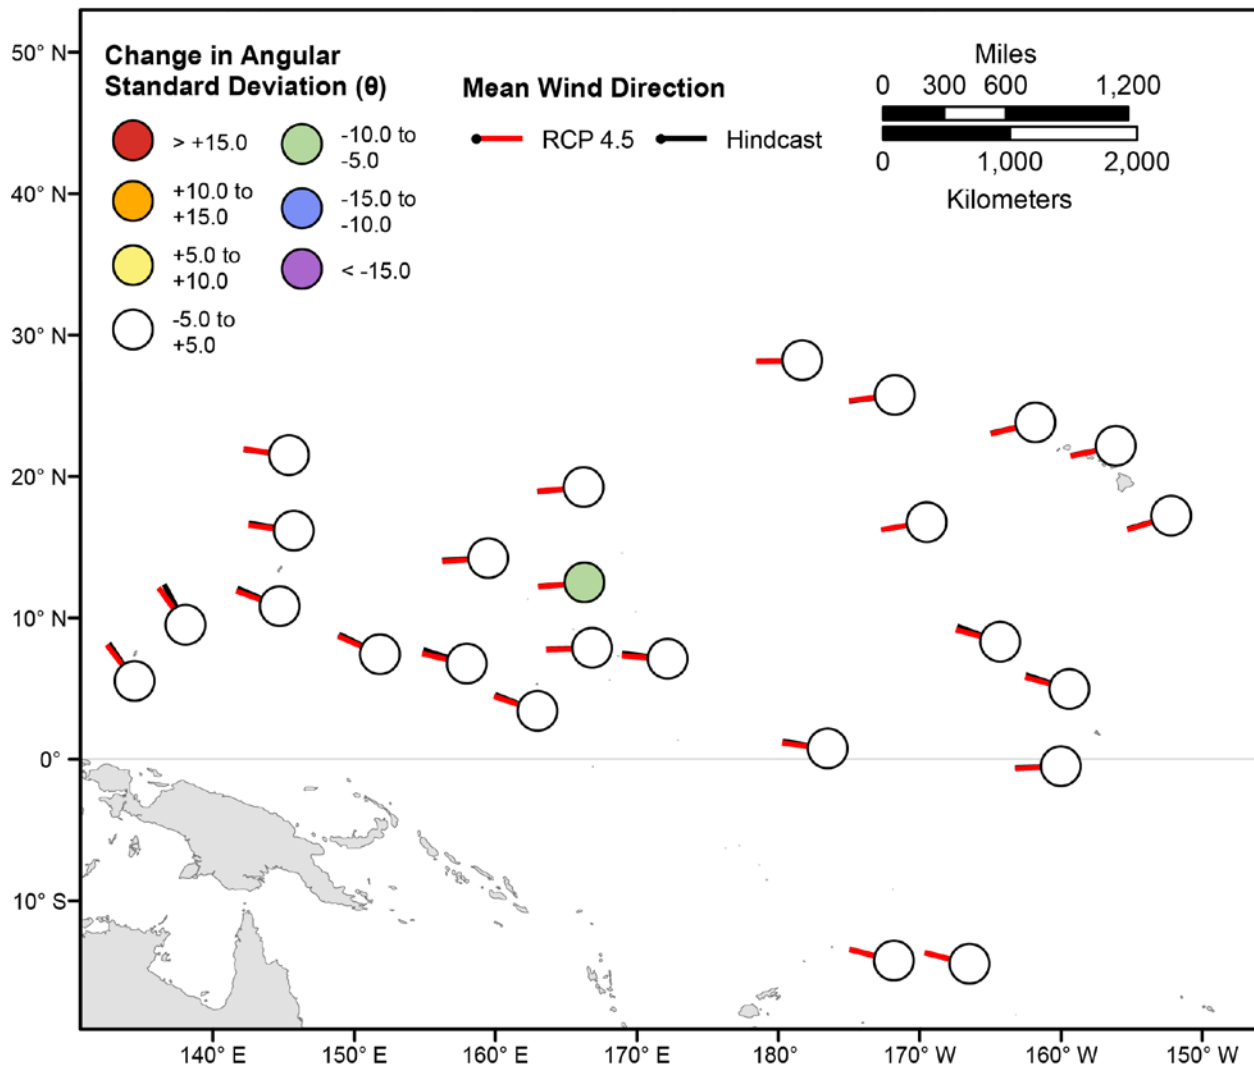 Change in Angular
Standard Deviation (θ)
> +15.0
+10.0 to
+15.0
+5.0 to
+10.0
-5.0 to
+5.0
-10.0 to
-5.0
-15.0 to
-10.0
< -15.0
Mean Wind Direction
RCP 4.5
Hindcast
Miles
0 300 600 1,200
0 1,000 2,000
Kilometers
50° N
40° N
30° N
20° N
10° N
0°
10° S
140° E 150° E 160° E 170° E 180° 170° W 160° W 150° W